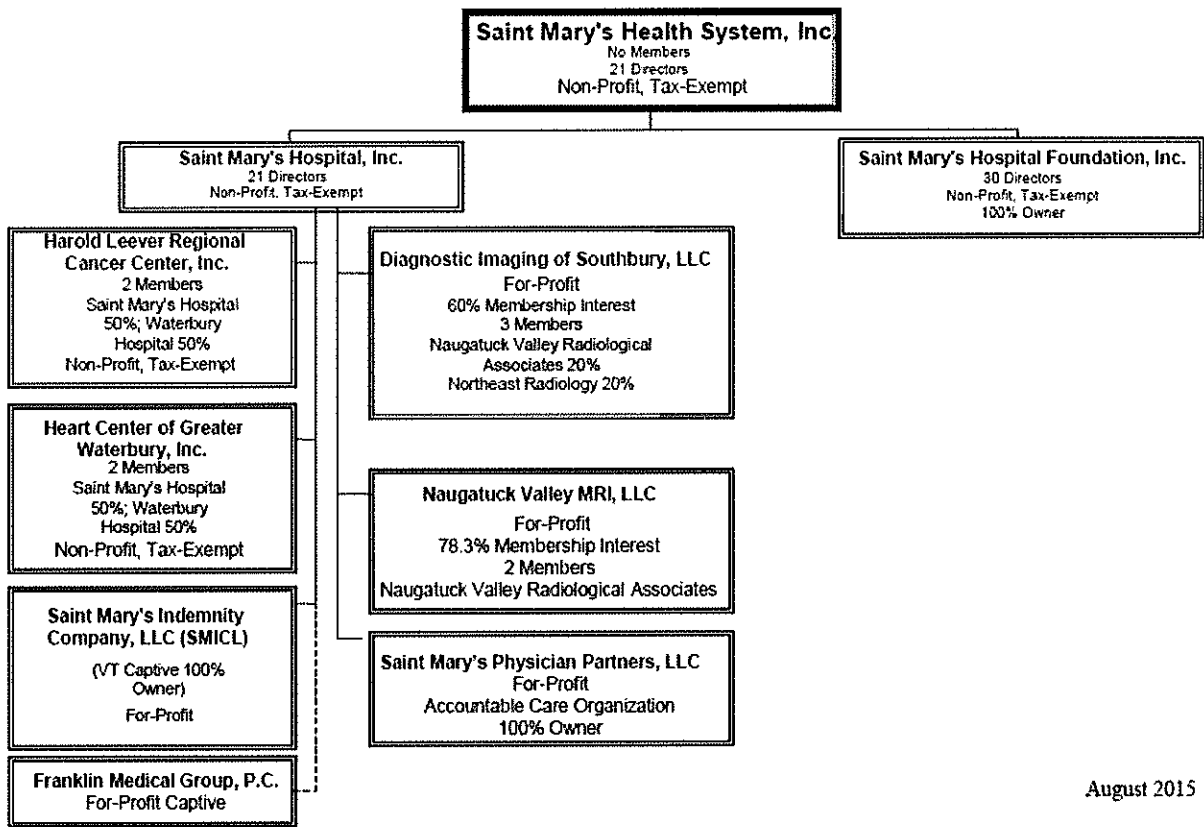 Saint Mary's Health System, Inc
No Members
21 Directors
Non-Profit, Tax-Exempt
Saint Mary's Hospital, Inc.
21 Directors
Non-Profit, Tax-Exempt
Saint Mary's Hospital Foundation, Inc.
30 Directors
Non-Profit, Tax-Exempt
100% Owner
Harold Leever Regional
Cancer Center, Inc.
2 Members
Saint Mary's Hospital
50%; Waterbury
Hospital 50%
Non-Profit, Tax-Exempt
Diagnostic Imaging of Southbury, LLC
For-Profit
60% Membership Interest
3 Members
Naugatuck Valley Radiological
Associates 20%
Northeast Radiology 20%
Heart Center of Greater
Waterbury, Inc.
2 Members
Saint Mary's Hospital
50%; Waterbury
Hospital 50%
Non-Profit, Tax-Exempt
Naugatuck Valley MRI, LLC
For-Profit
78.3% Membership Interest
2 Members
Naugatuck Valley Radiological Associates
Saint Mary's Indemnity
Company, LLC (SMICL)
(VT Captive 100%
Owner)
For-Profit
Saint Mary's Physician Partners, LLC
For-Profit
Accountable Care Organization
100% Owner
Franklin Medical Group, P.C.
For-Profit Captive
August 2015